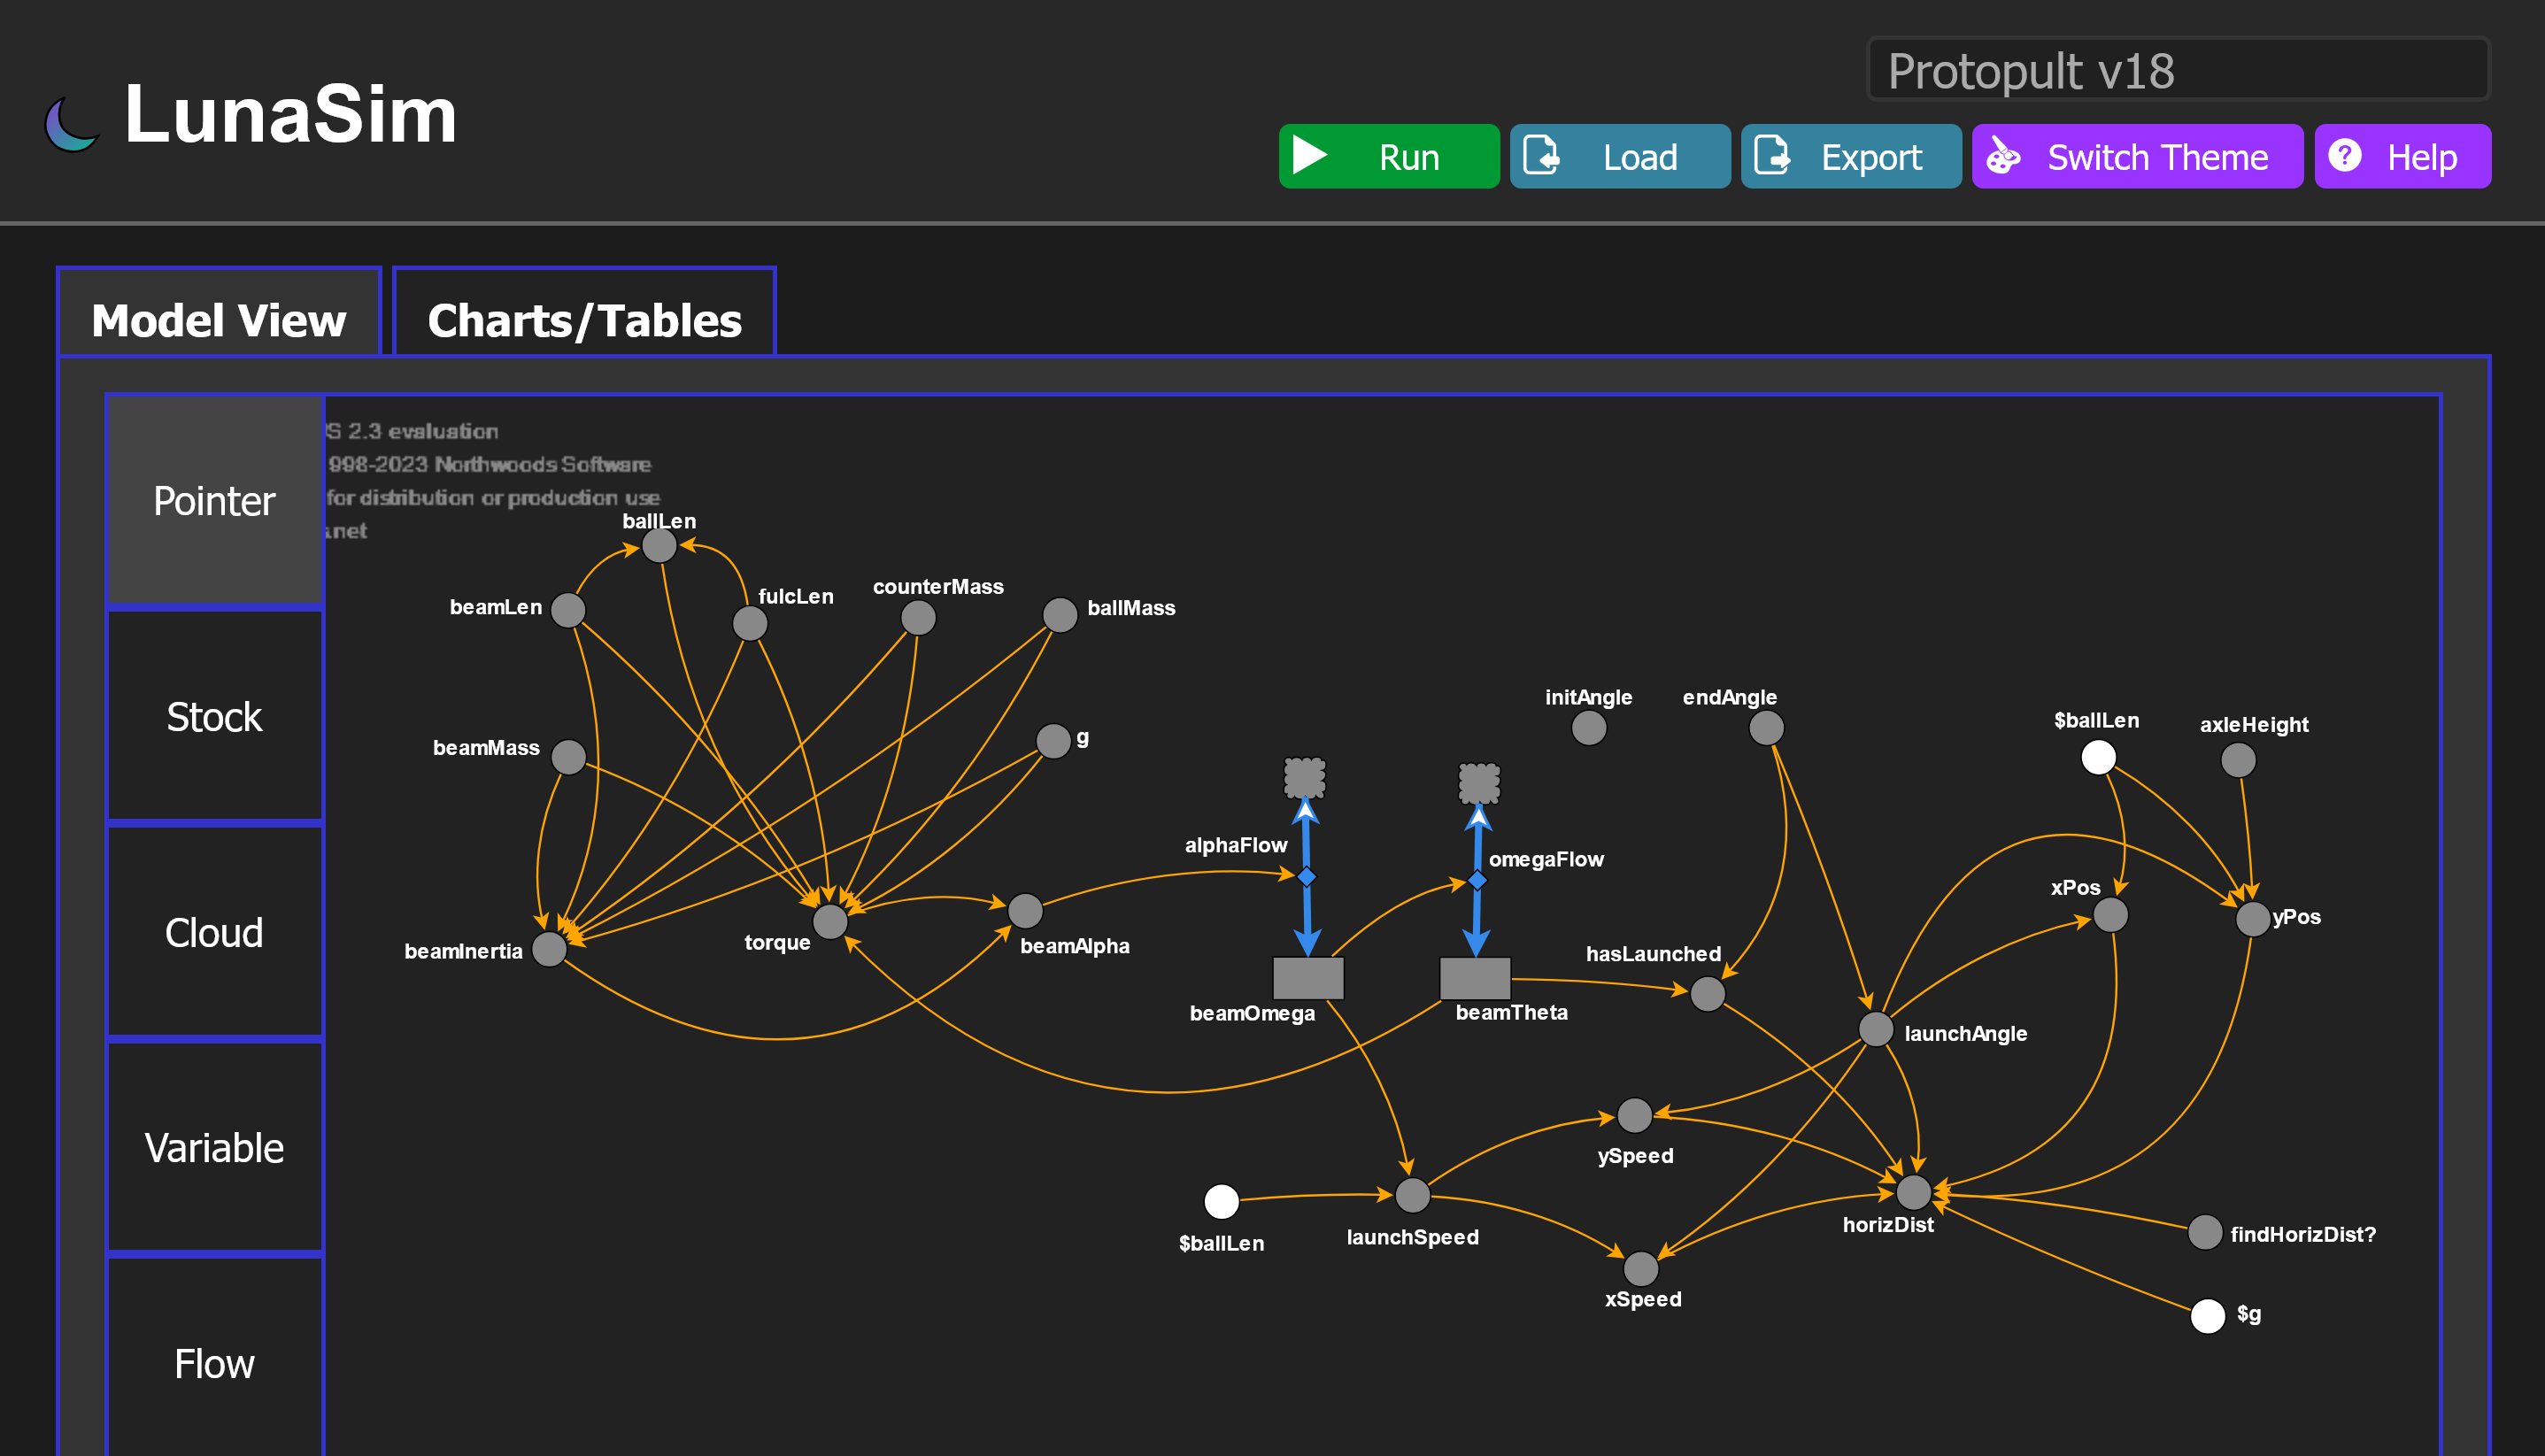 Protopult v18
LunaSim
Run
Load
Export
Switch Theme
Help
Model View
Charts/Tables
Pointer
Stock
Cloud
Variable
Flow
S 2.3 evaluation
998-2023 Northwoods Software
for distribution or production use
.net
ballLen
beamLen
fulcLen
counterMass
ballMass
beamMass
g
initAngle
endAngle
$ballLen
axleHeight
alphaFlow
omegaFlow
xPos
yPos
beamInertia
torque
beamAlpha
hasLaunched
beamOmega
beamTheta
launchAngle
ySpeed
$ballLen
launchSpeed
horizDist
findHorizDist?
xSpeed
$g